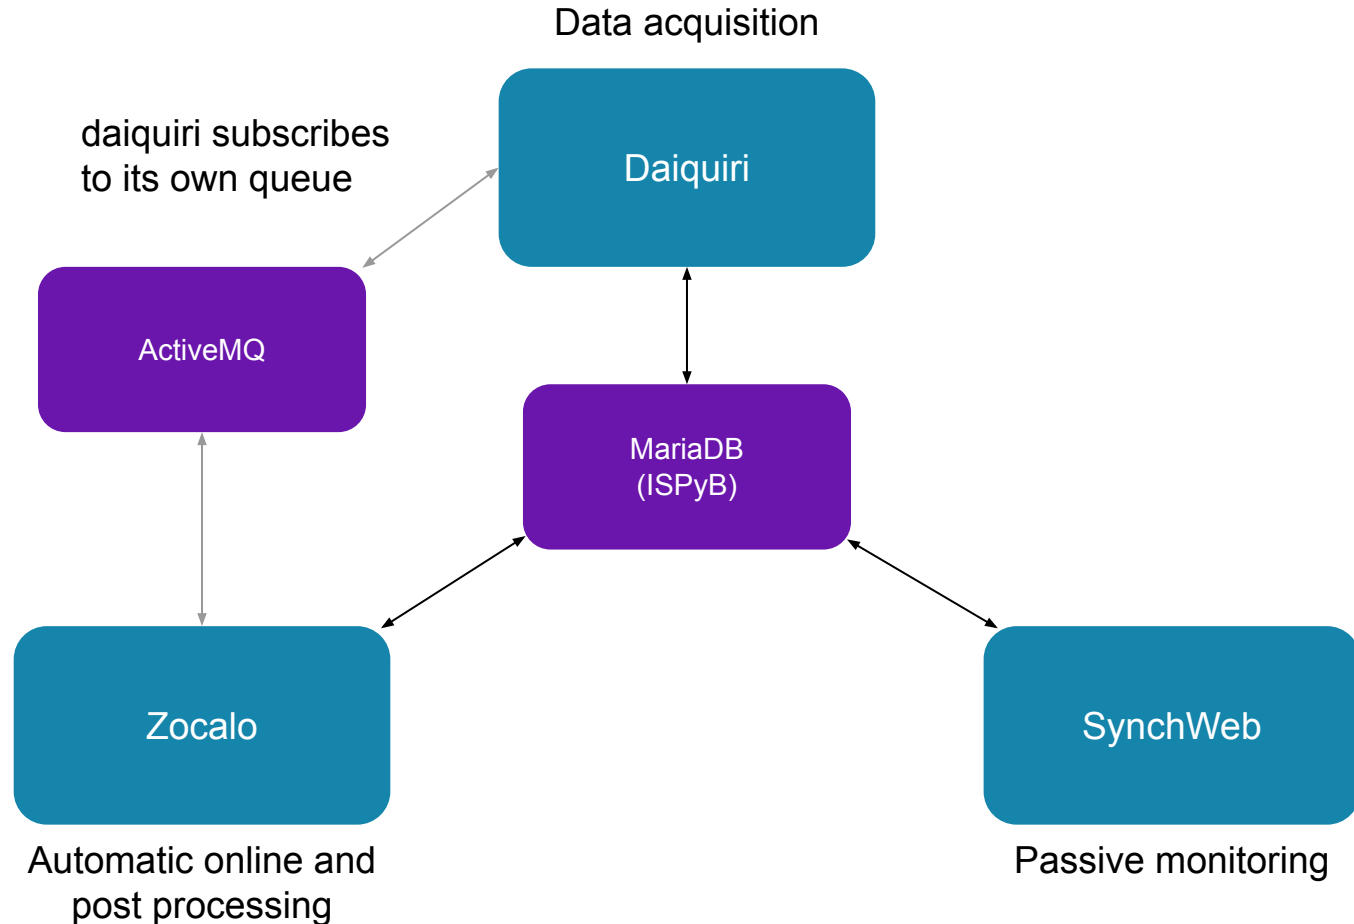 Data acquisition
daiquiri subscribes
to its own queue
Daiquiri
ActiveMQ
MariaDB
(ISPyB)
Zocalo
SynchWeb
Automatic online and
post processing
Passive monitoring